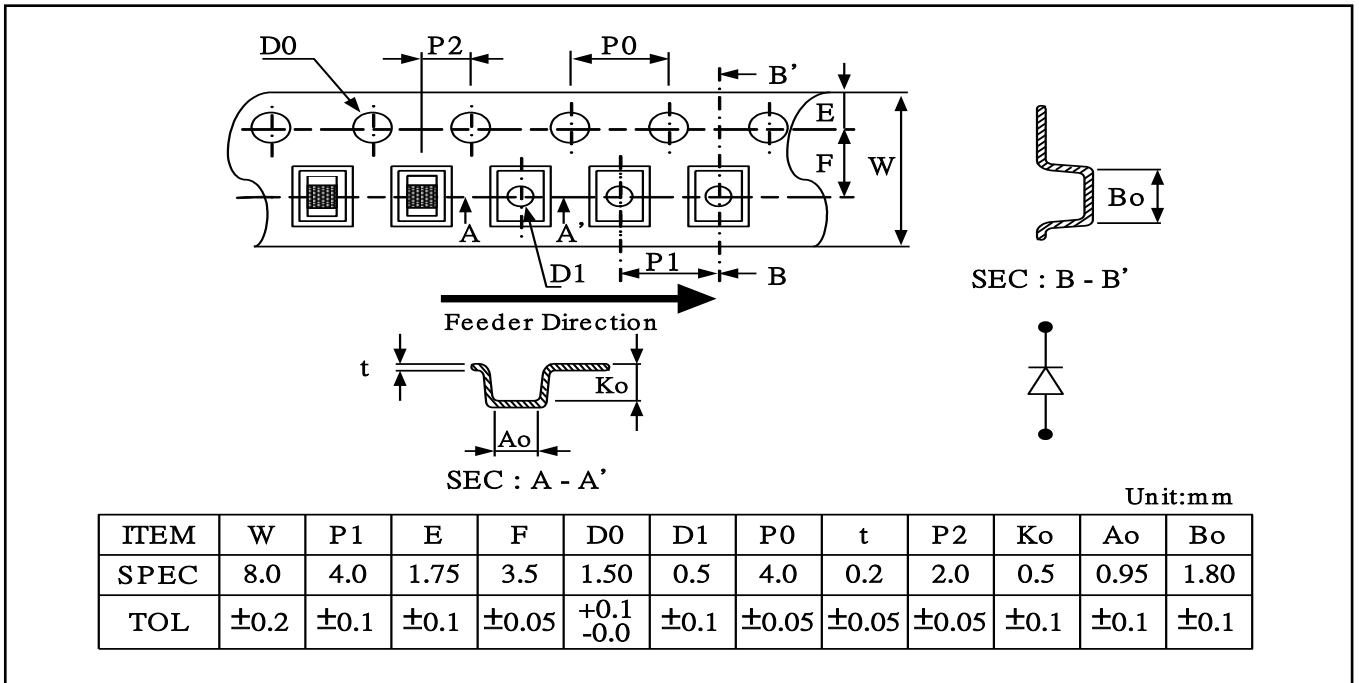 D0
P2
P0
B’
E
F
W
A
A’
D1
P1
B
Feeder Direction
Bo
SEC : B - B’
t
Ko
Ao
SEC : A - A’
Unit:mm
ITEM W P1 E F D0 D1 P0 t P2 Ko Ao Bo
SPEC 8.0 4.0 1.75 3.5 1.50 0.5 4.0 0.2 2.0 0.5 0.95 1.80
TOL ±0.2 ±0.1 ±0.1 ±0.05 +0.1 -0.0 ±0.1 ±0.05 ±0.05 ±0.05 ±0.1 ±0.1 ±0.1